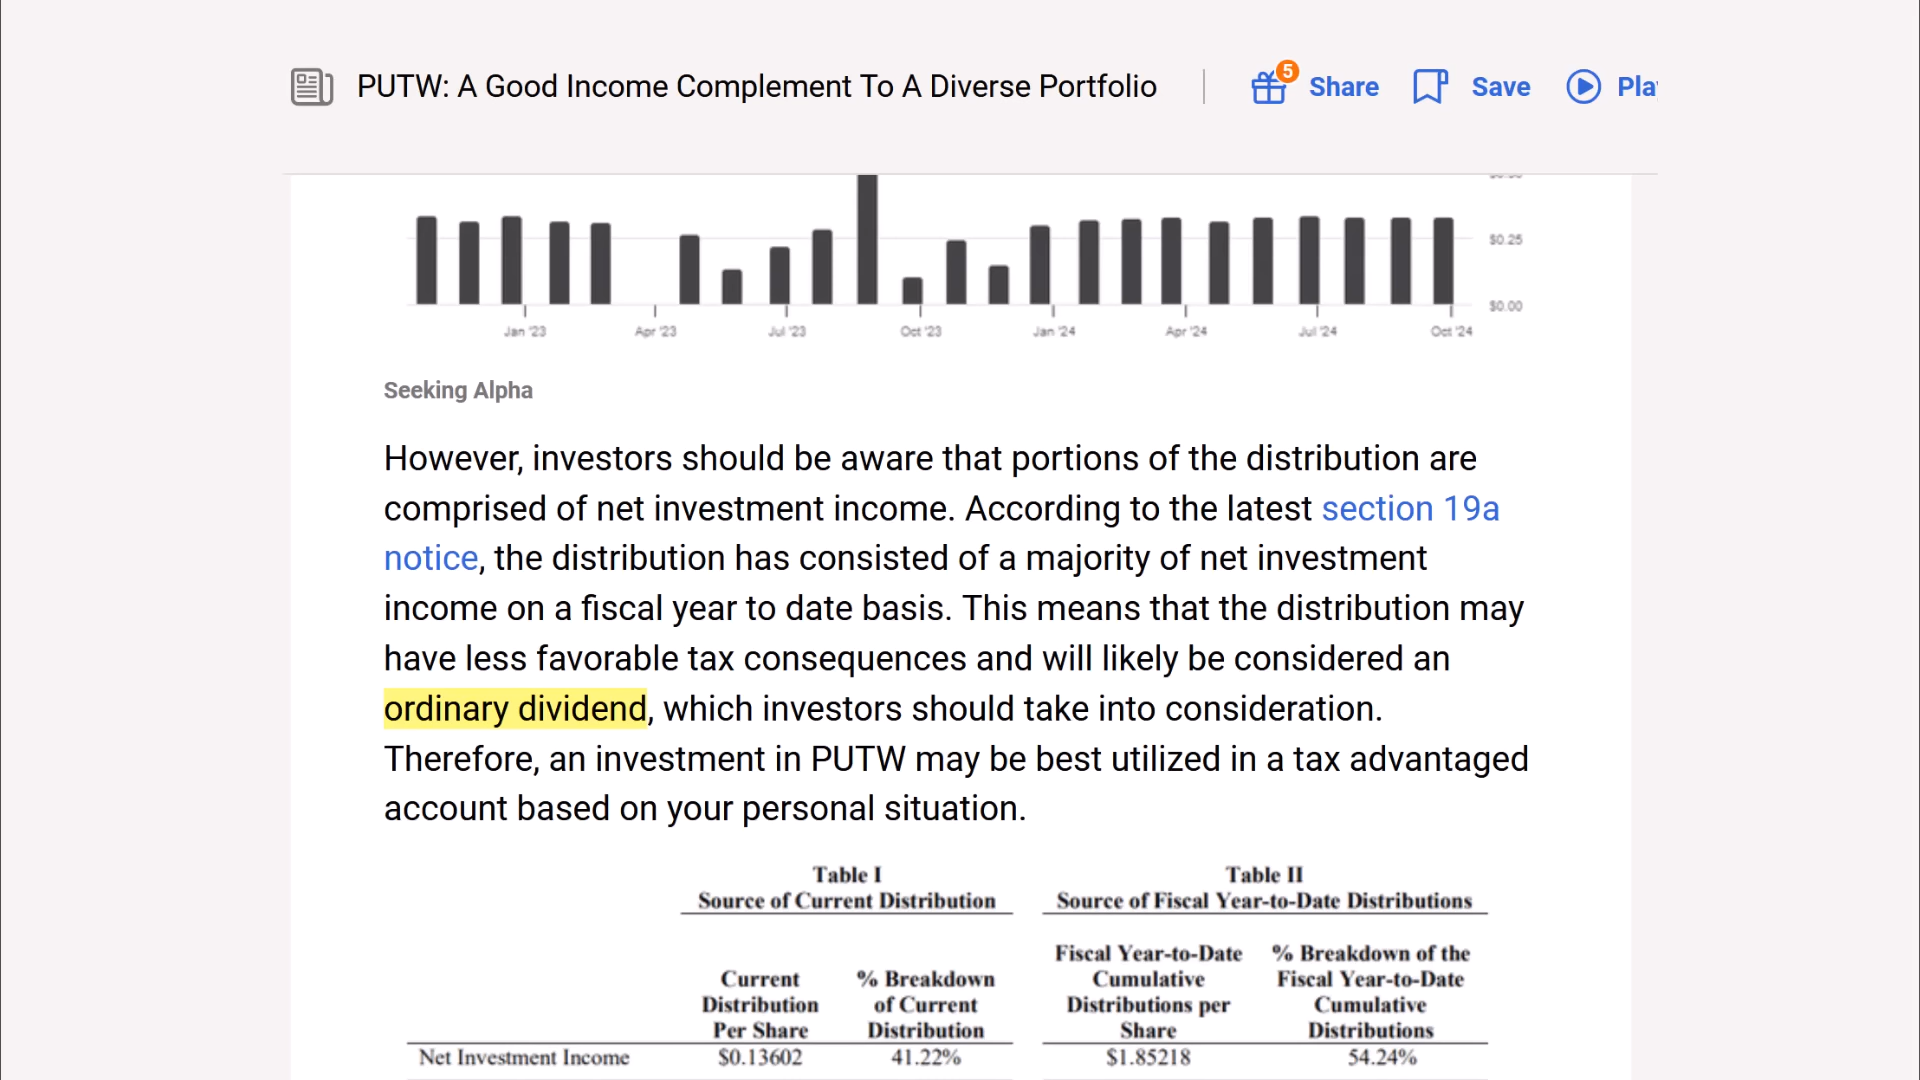 PUTW: A Good Income Complement To A Diverse Portfolio
5
Share
Save
$0.25
$0.00
Jan '23
Apr '23
Jul '23
Oct '23
Jan '24
Apr '24
Jul '24
Oct '24
Seeking Alpha
However, investors should be aware that portions of the distribution are
comprised of net investment income. According to the latest section 19a
notice, the distribution has consisted of a majority of net investment
income on a fiscal year to date basis. This means that the distribution may
have less favorable tax consequences and will likely be considered an
ordinary dividend, which investors should take into consideration.
Therefore, an investment in PUTW may be best utilized in a tax advantaged
account based on your personal situation.
Table I
Source of Current Distribution
Table II
Source of Fiscal Year-to-Date Distributions
Current
Distribution
Per Share
% Breakdown
of Current
Distribution
Fiscal Year-to-Date
Cumulative
Distributions per
Share
% Breakdown of the
Fiscal Year-to-Date
Cumulative
Distributions
Net Investment Income $0.13602 41.22% $1.85218 54.24%